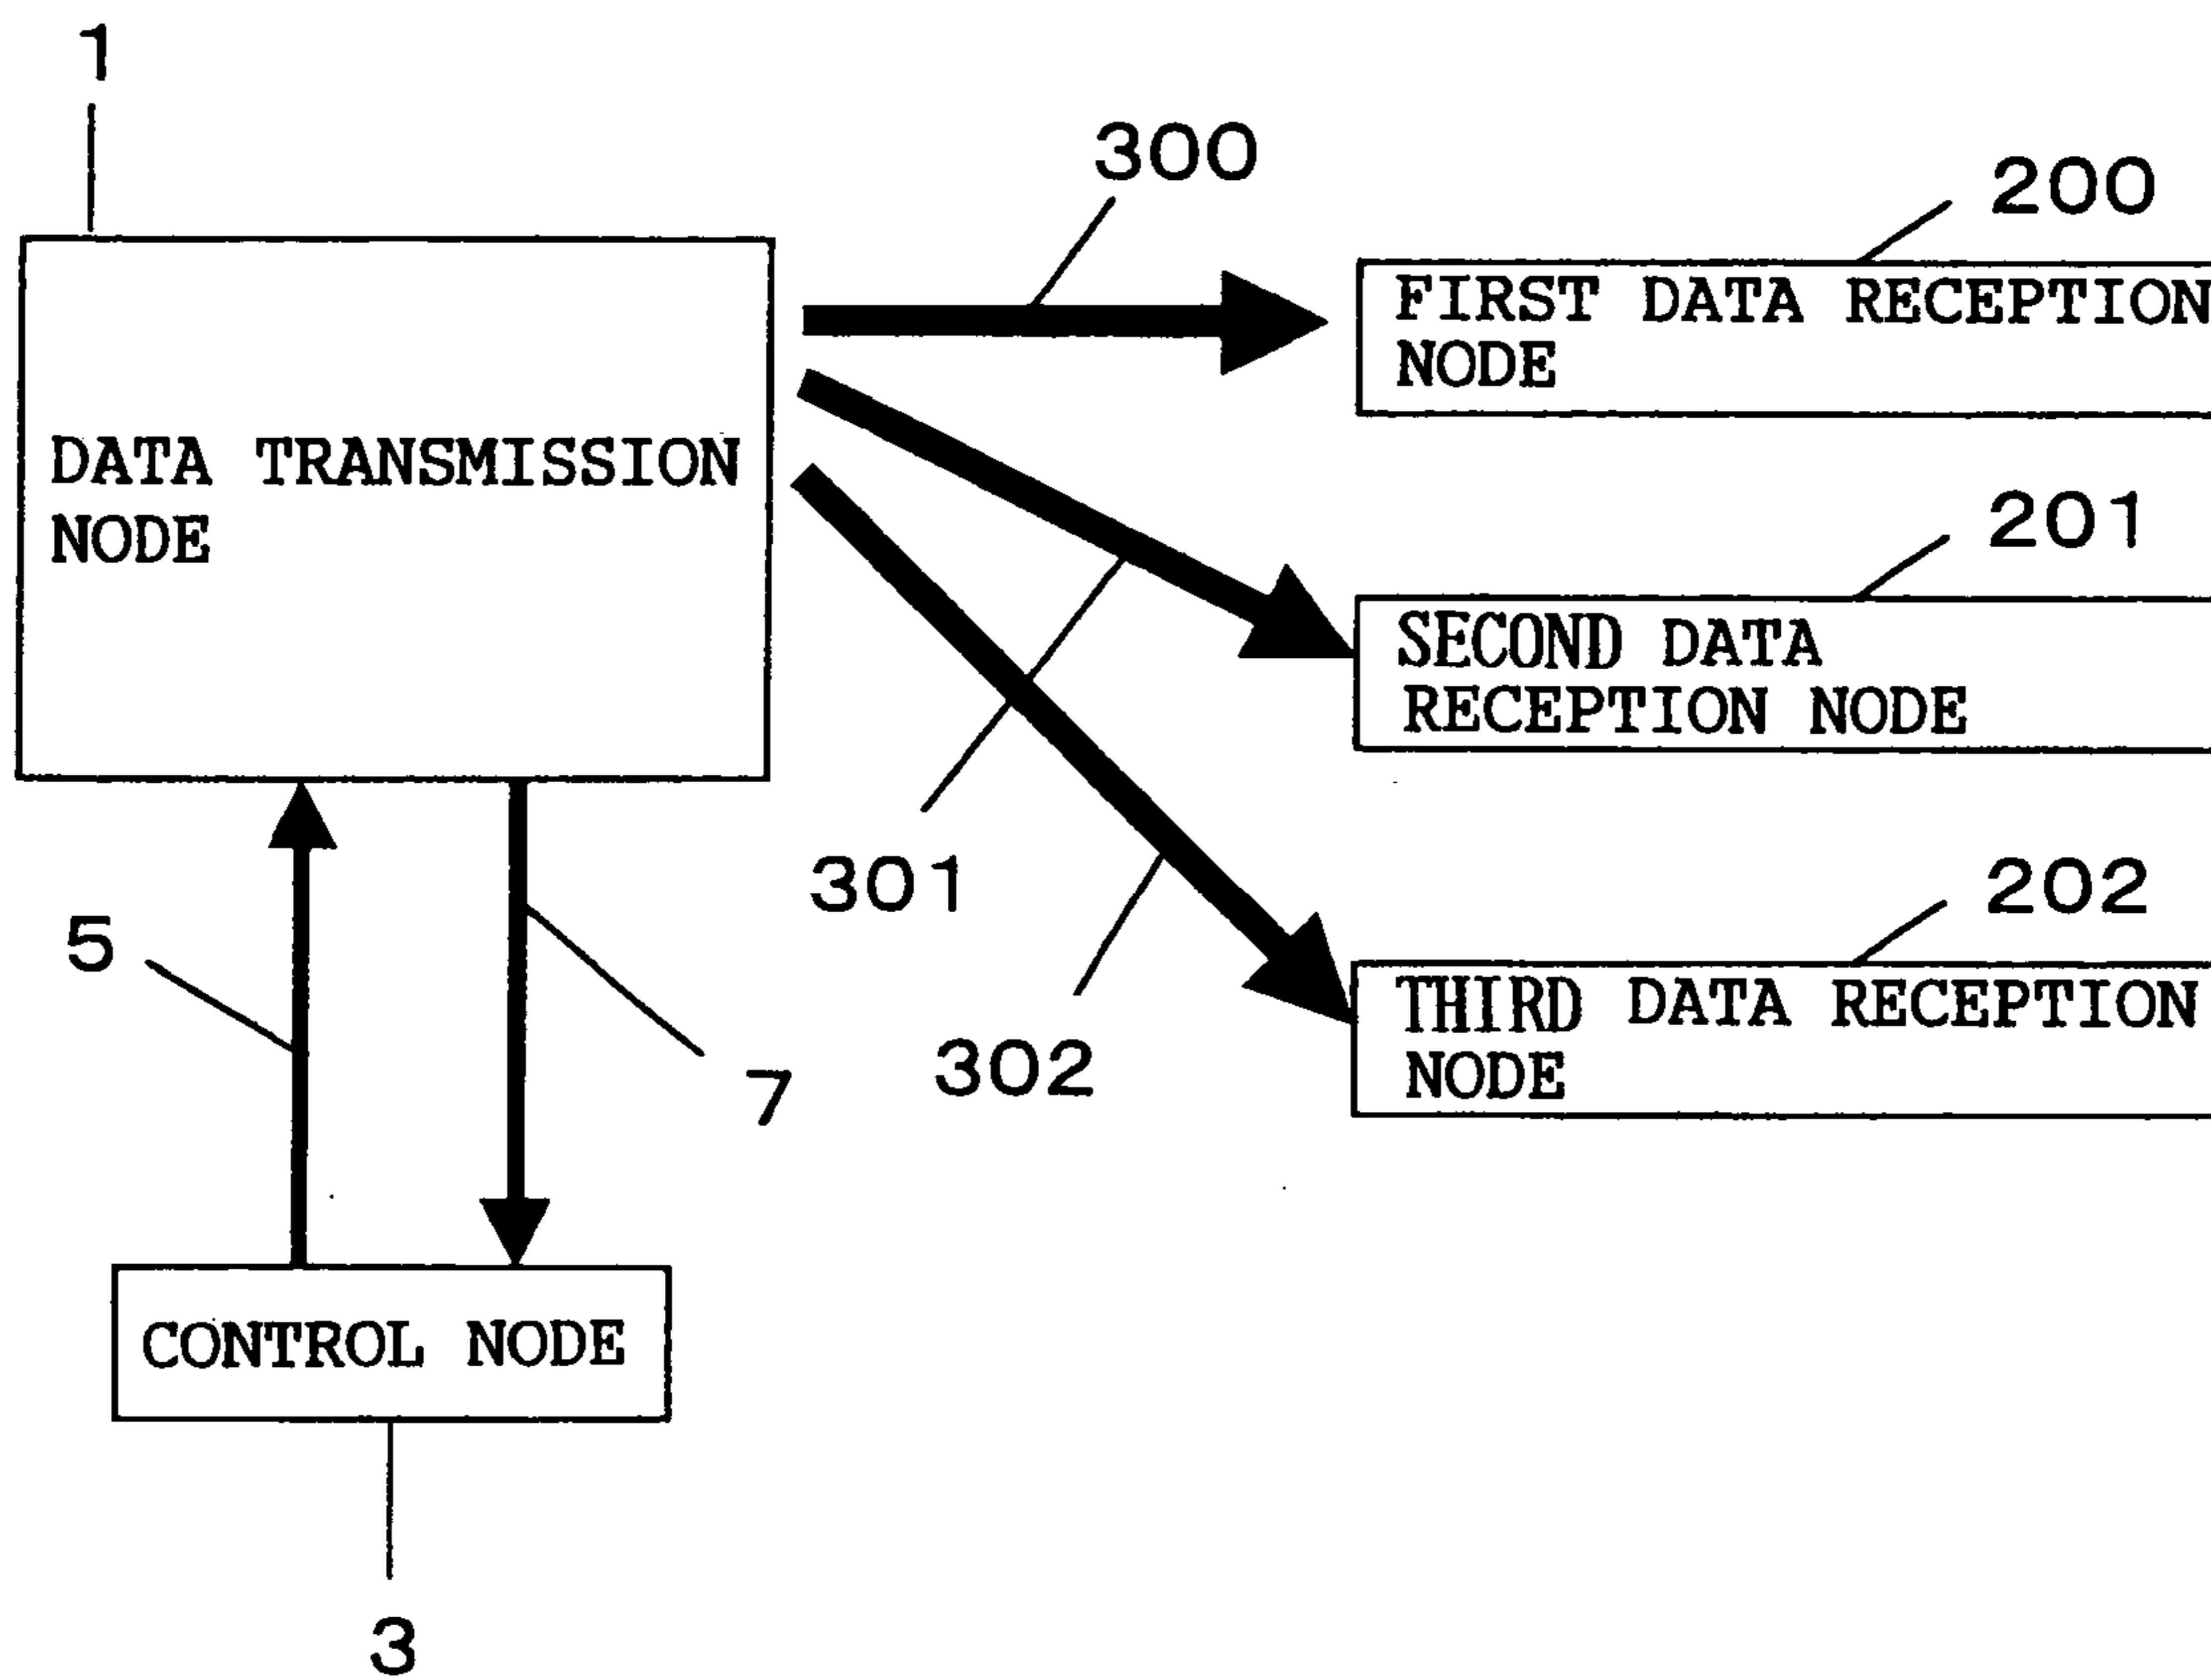 1
300
200
FIRST DATA RECEPTION
NODE
DATA TRANSMISSION
NODE
201
SECOND DATA
RECEPTION NODE
301
202
5
THIRD DATA RECEPTION
NODE
302
7
CONTROL NODE
3